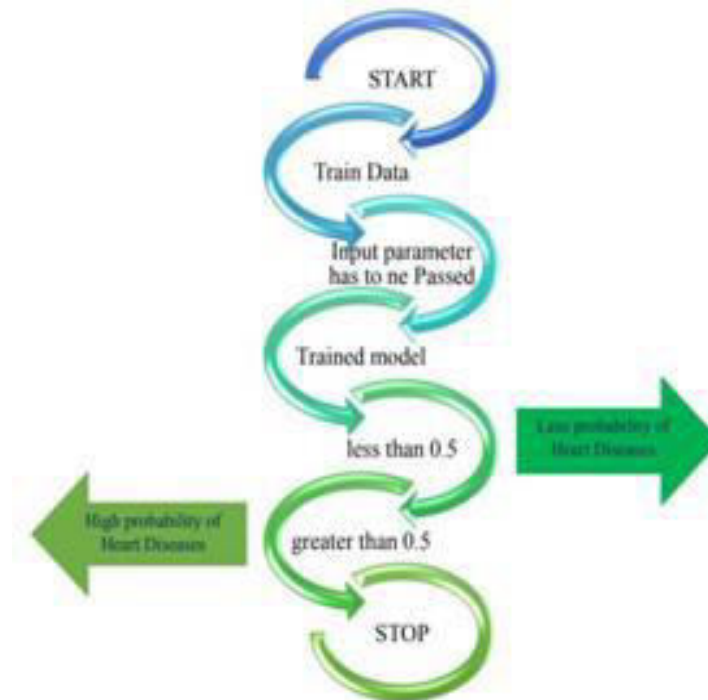 START
Train Data
Input parameter
has to ne Passed
Trained model
less than 0.5
Less probability of
Heart Diseases
High probability of
Heart Diseases
greater than 0.5
STOP